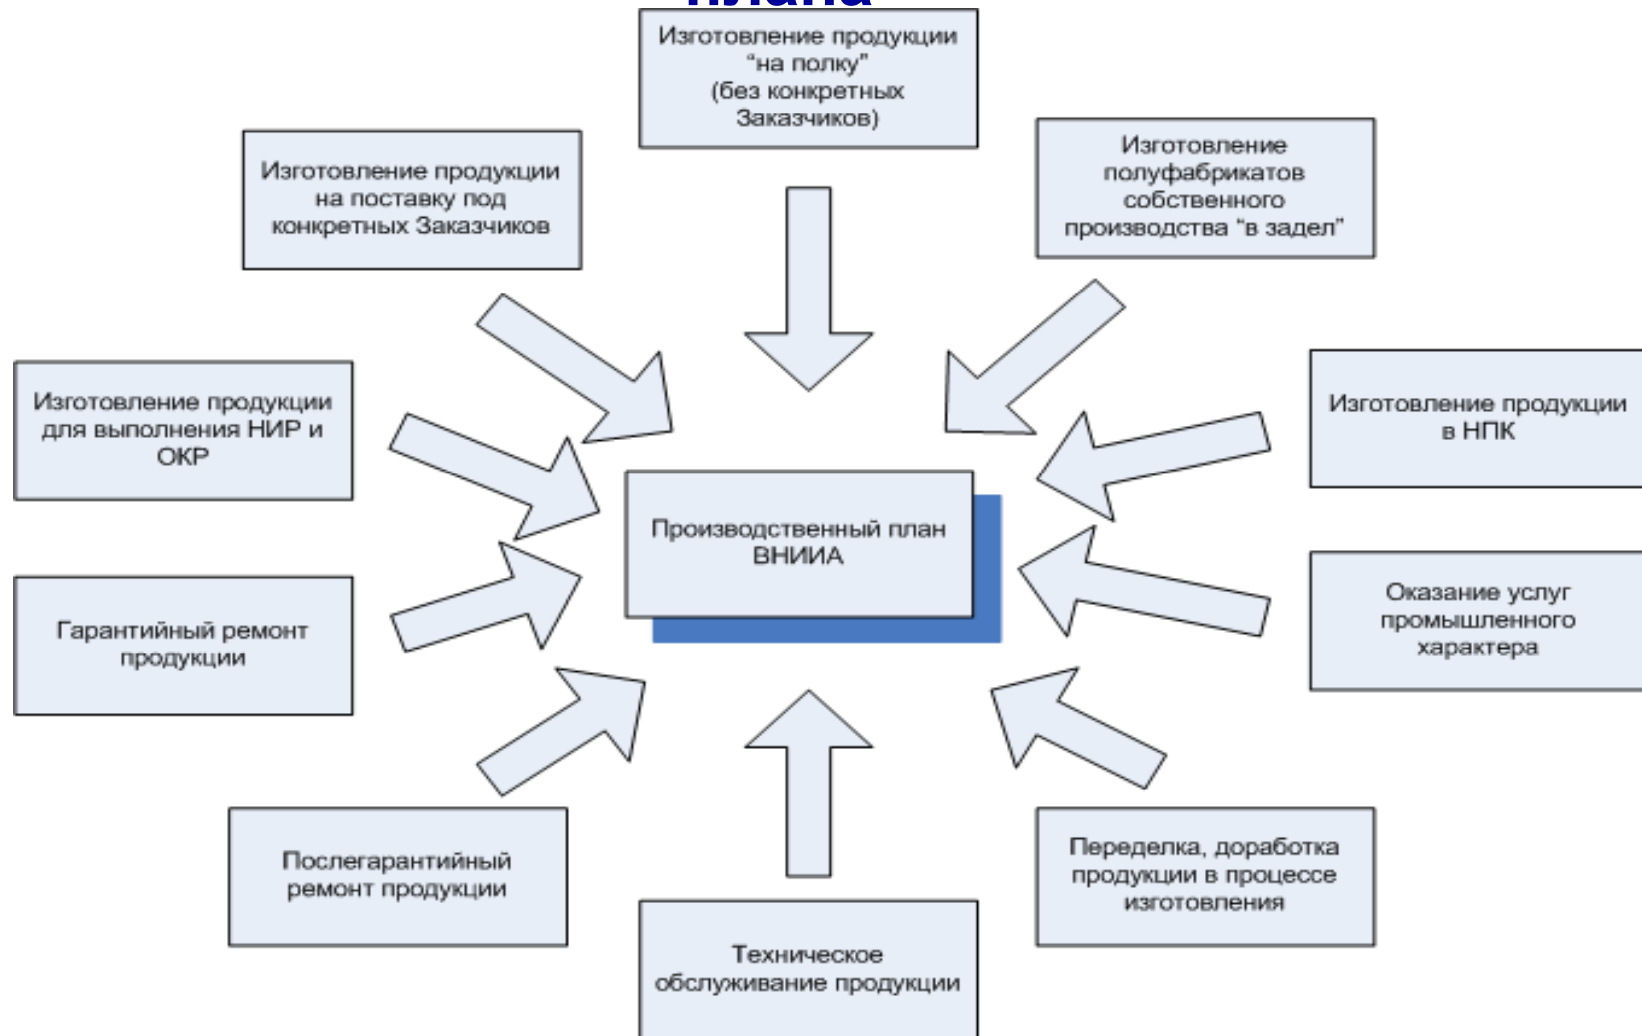 плана
Изготовление продукции
“на полку”
(без конкретных
Заказчиков)
Изготовление продукции
на поставку под
конкретных Заказчиков
Изготовление
полуфабрикатов
собственного
производства “в задел”
Изготовление продукции
для выполнения НИР и
ОКР
Изготовление продукции
в НПК
Производственный план
ВНИИА
Гарантийный ремонт
продукции
Оказание услуг
промышленного
характера
Послегарантийный
ремонт продукции
Переделка, доработка
продукции в процессе
изготовления
Техническое
обслуживание продукции